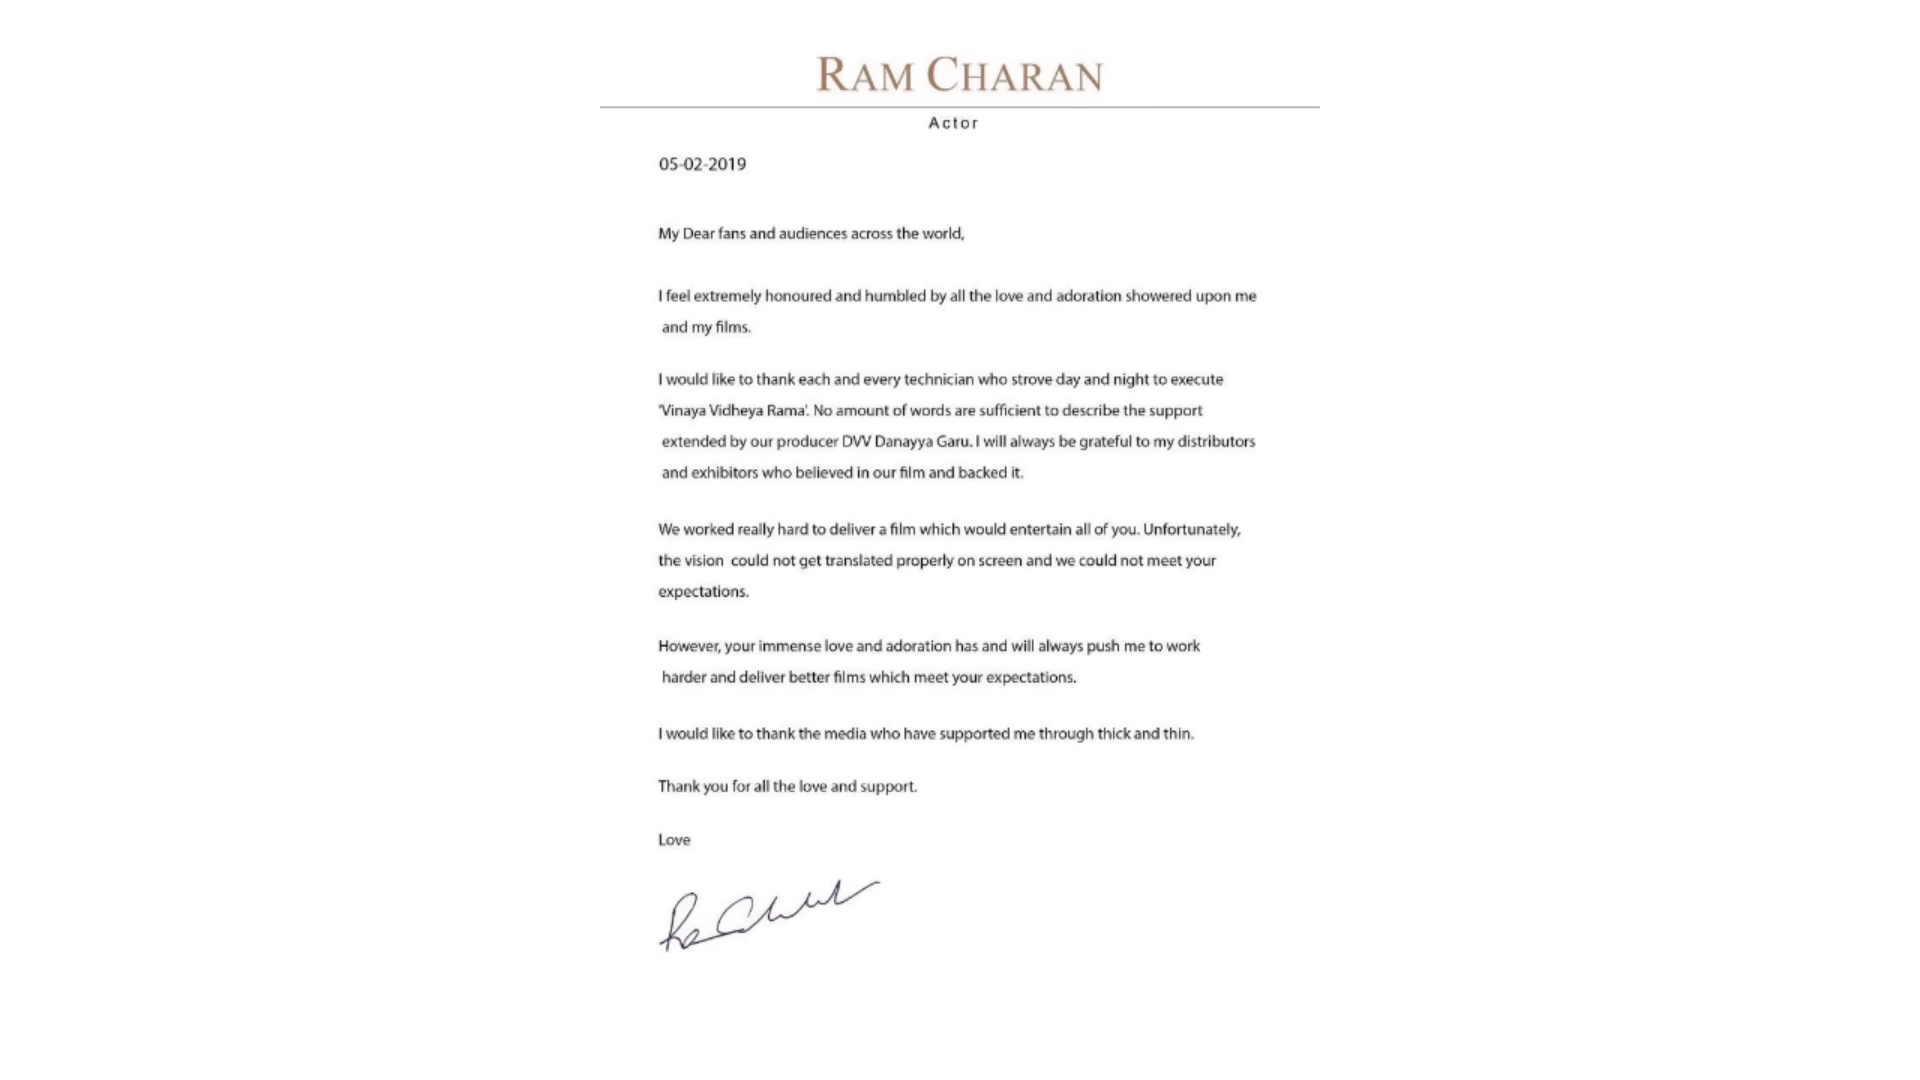 RAM CHARAN
Actor
05-02-2019
My Dear fans and audiences across the world,
I feel extremely honoured and humbled by all the love and adoration showered upon me
and my films.
I would like to thank each and every technician who strove day and night to execute
'Vinaya Vidheya Rama'. No amount of words are sufficient to describe the support
extended by our producer DVV Danayya Garu. I will always be grateful to my distributors
and exhibitors who believed in our film and backed it.
We worked really hard to deliver a film which would entertain all of you. Unfortunately,
the vision could not get translated properly on screen and we could not meet your
expectations.
However, your immense love and adoration has and will always push me to work
harder and deliver better films which meet your expectations.
I would like to thank the media who have supported me through thick and thin.
Thank you for all the love and support.
Love